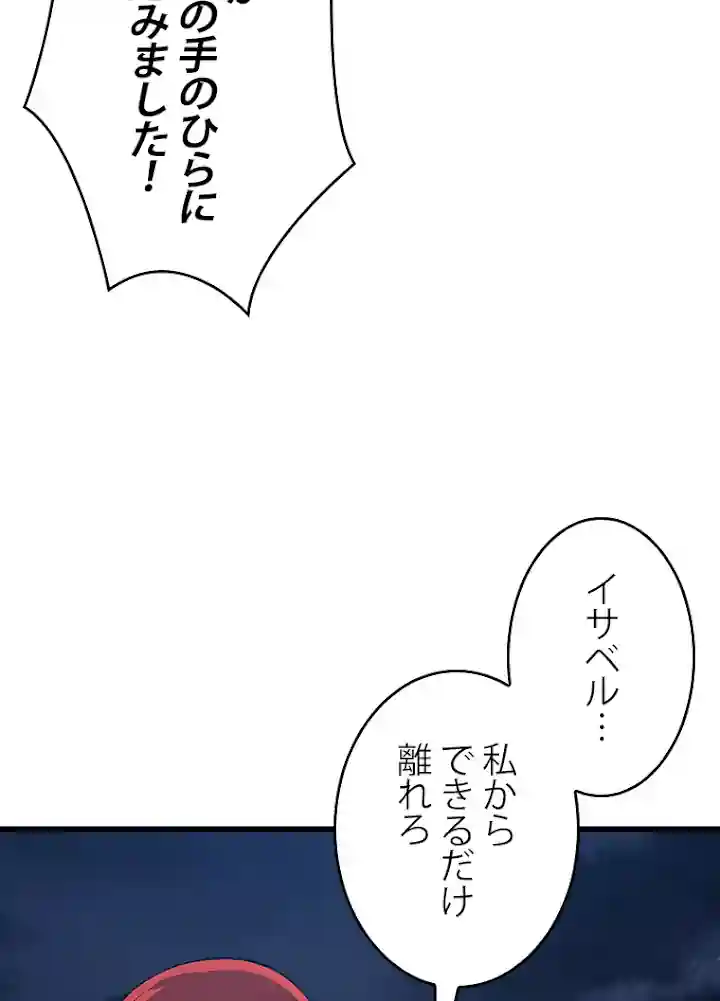 の手のひらに
みました！
イサベル…
私から
できるだけ
離れろ